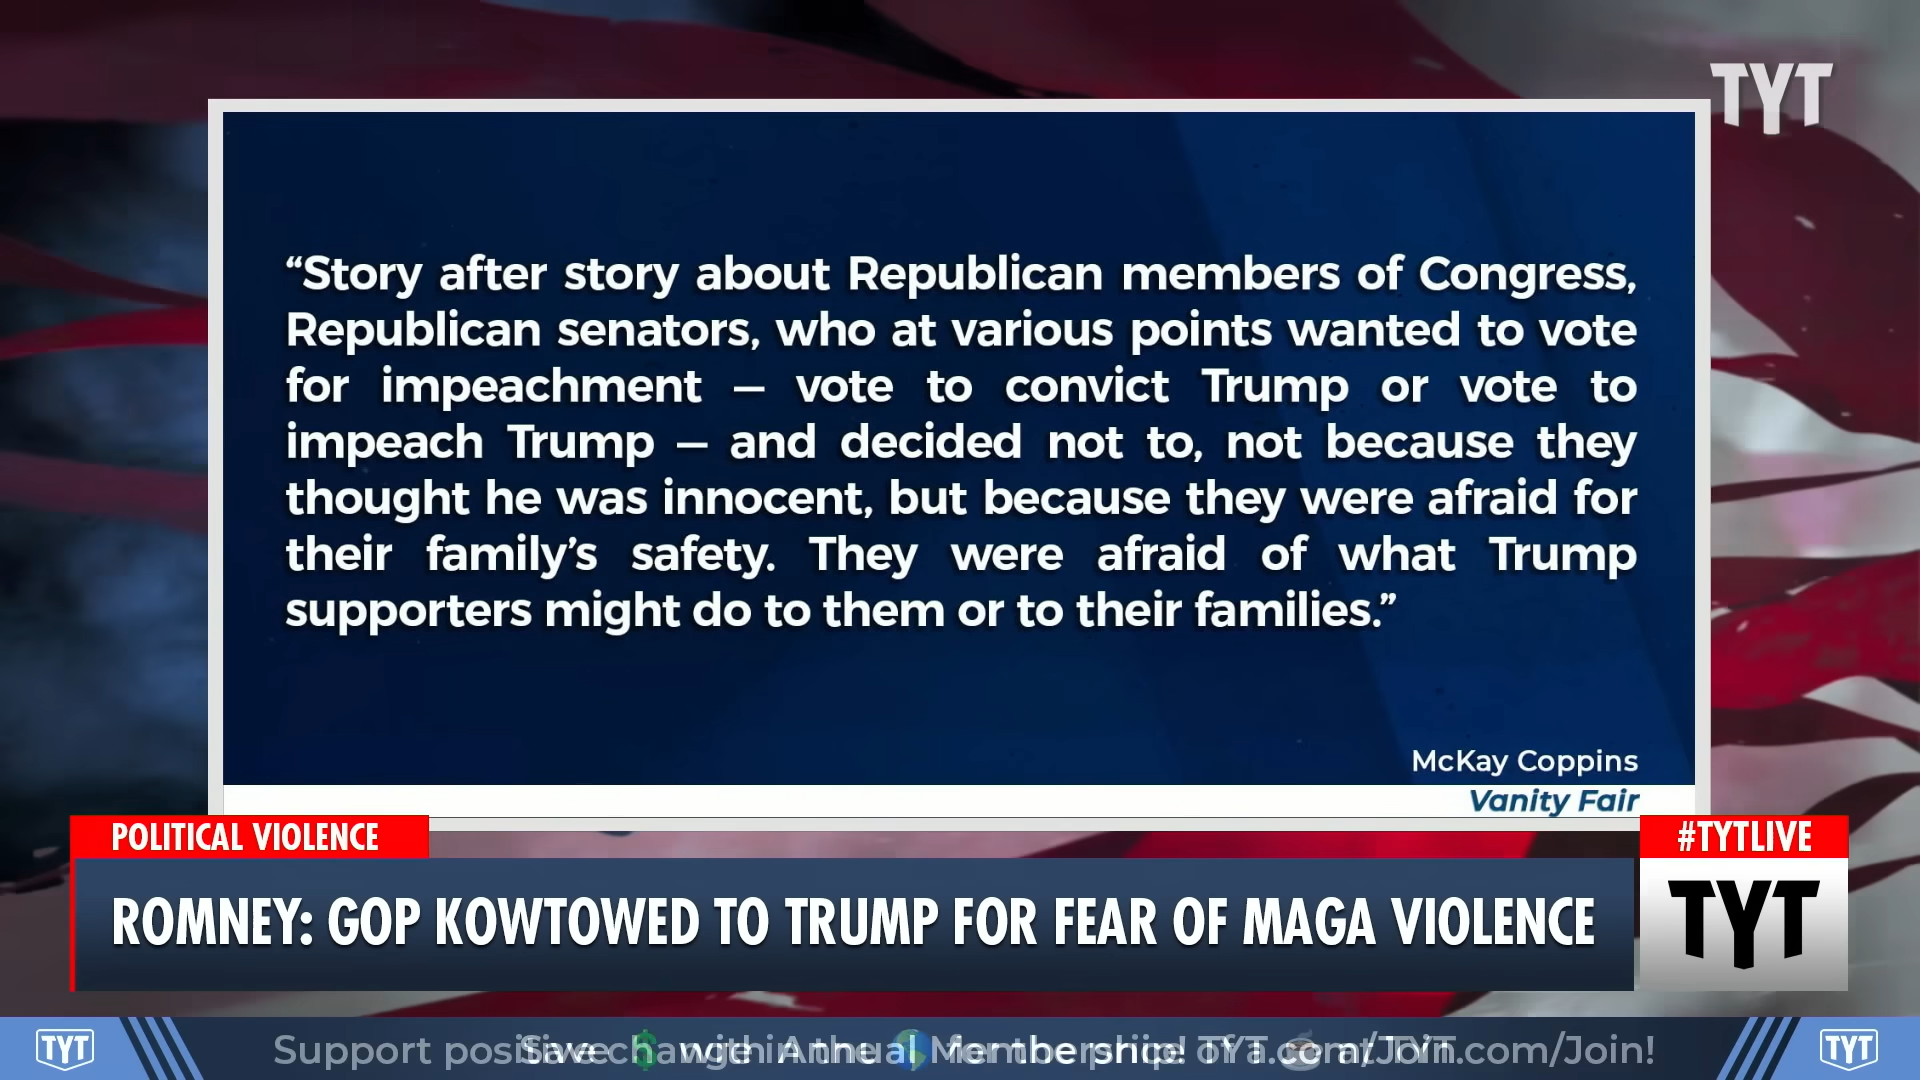 TYT
“Story after story about Republican members of Congress,
Republican senators, who at various points wanted to vote
for impeachment — vote to convict Trump or vote to
impeach Trump — and decided not to, not because they
thought he was innocent, but because they were afraid for
their family’s safety. They were afraid of what Trump
supporters might do to them or to their families.”
McKay Coppins
Vanity Fair
POLITICAL VIOLENCE
#TYTLIVE
ROMNEY: GOP KOWTOWED TO TRUMP FOR FEAR OF MAGA VIOLENCE
TYT
TYT
Support TYT.com/Join!
TYT